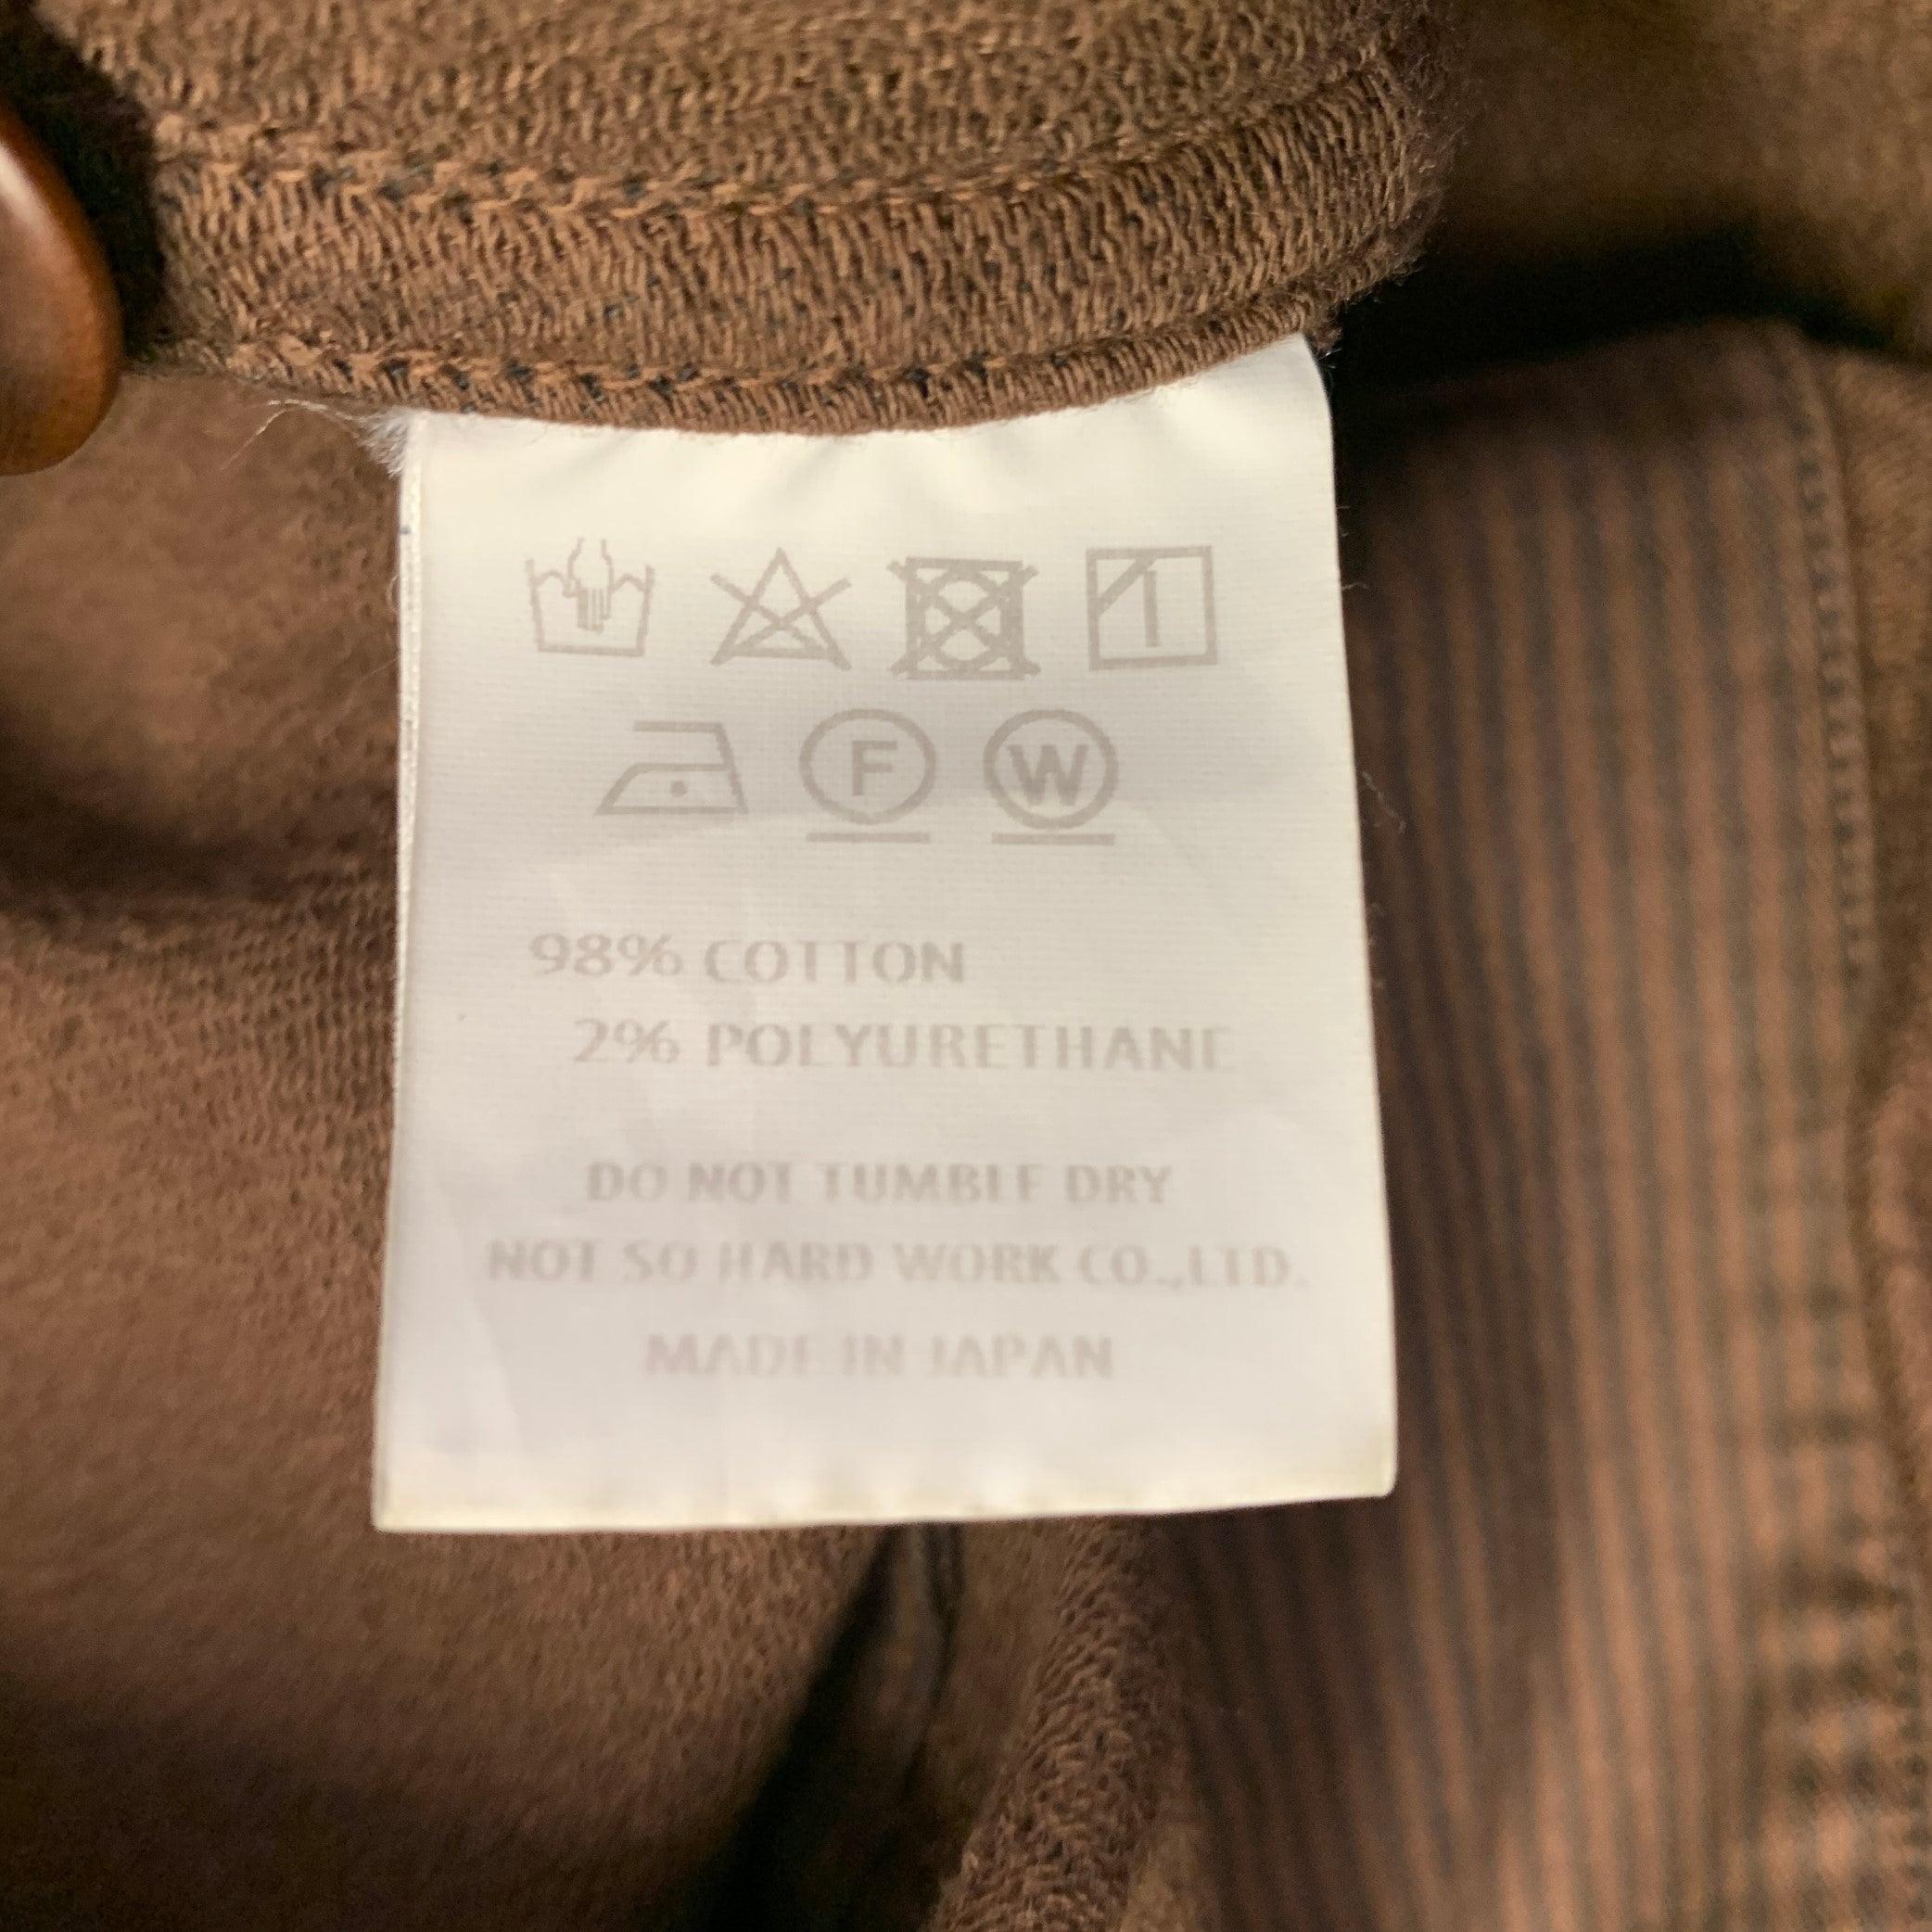 F W
98% COTTON
2% POLYURETHANE
DO NOT TUMBLE DRY
NOT SO HARD WORK CO.,LTD.
MADE IN JAPAN